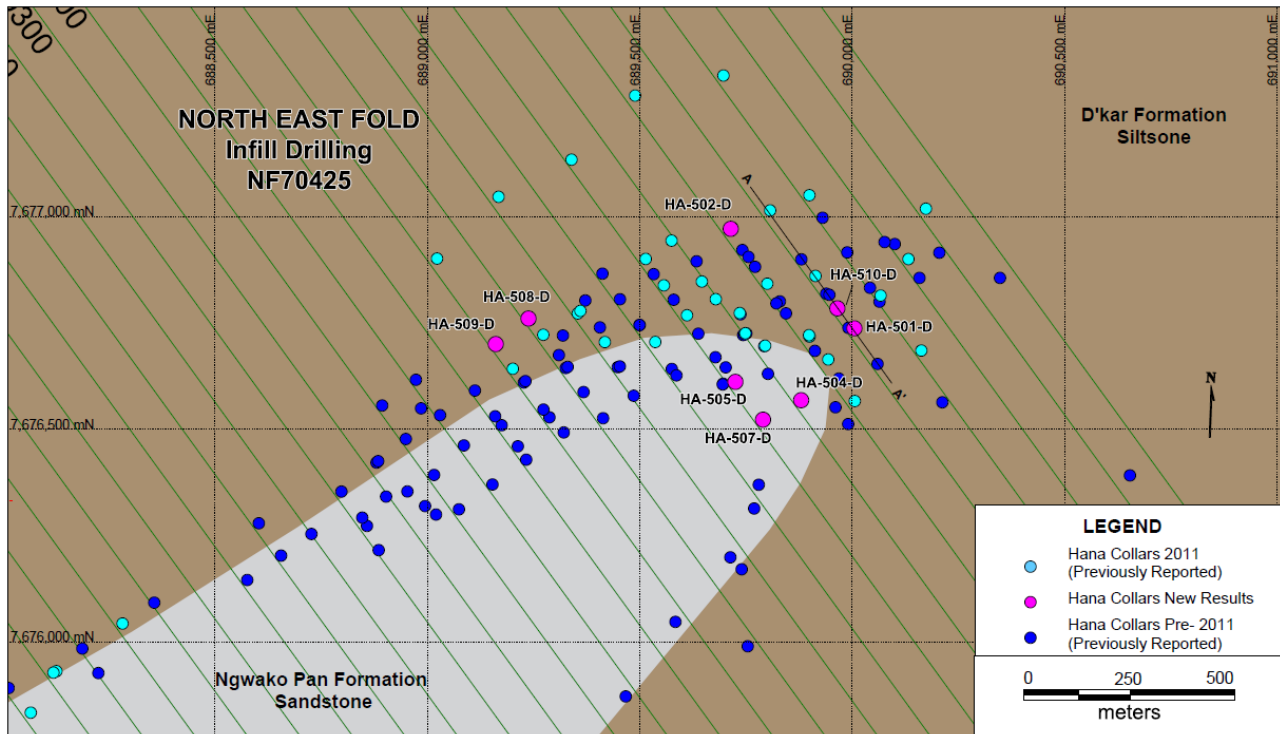 300
00
0
688,500 mE
689,000 mE
689,500 mE
690,000 mE
690,500 mE
691,000 mE
NORTH EAST FOLD
Infill Drilling
NF70425
D'kar Formation
Siltsone
A
HA-502-D
7,677,000 mN
HA-510-D
HA-508-D
HA-501-D
HA-509-D
HA-504-D
A'
HA-505-D
N
HA-507-D
7,676,500 mN
LEGEND
Hana Collars 2011
(Previously Reported)
Hana Collars New Results
Hana Collars Pre- 2011
(Previously Reported)
7,676,000 mN
Ngwako Pan Formation
Sandstone
0 250 500
meters